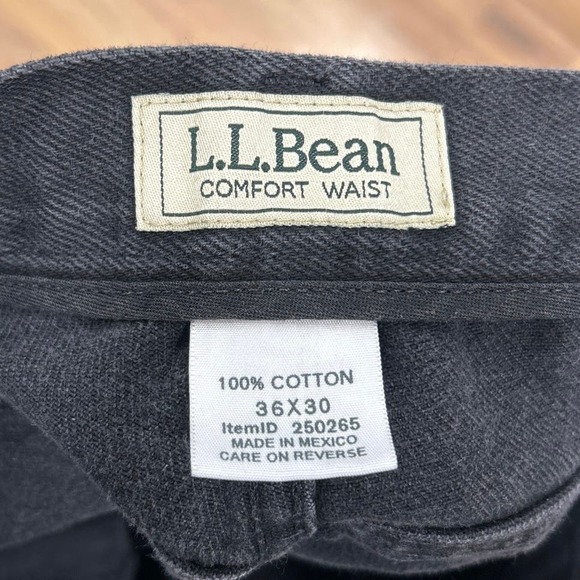 L.L.Bean
COMFORT WAIST
100% COTTON
36X30
ItemID 250265
MADE IN MEXICO
CARE ON REVERSE